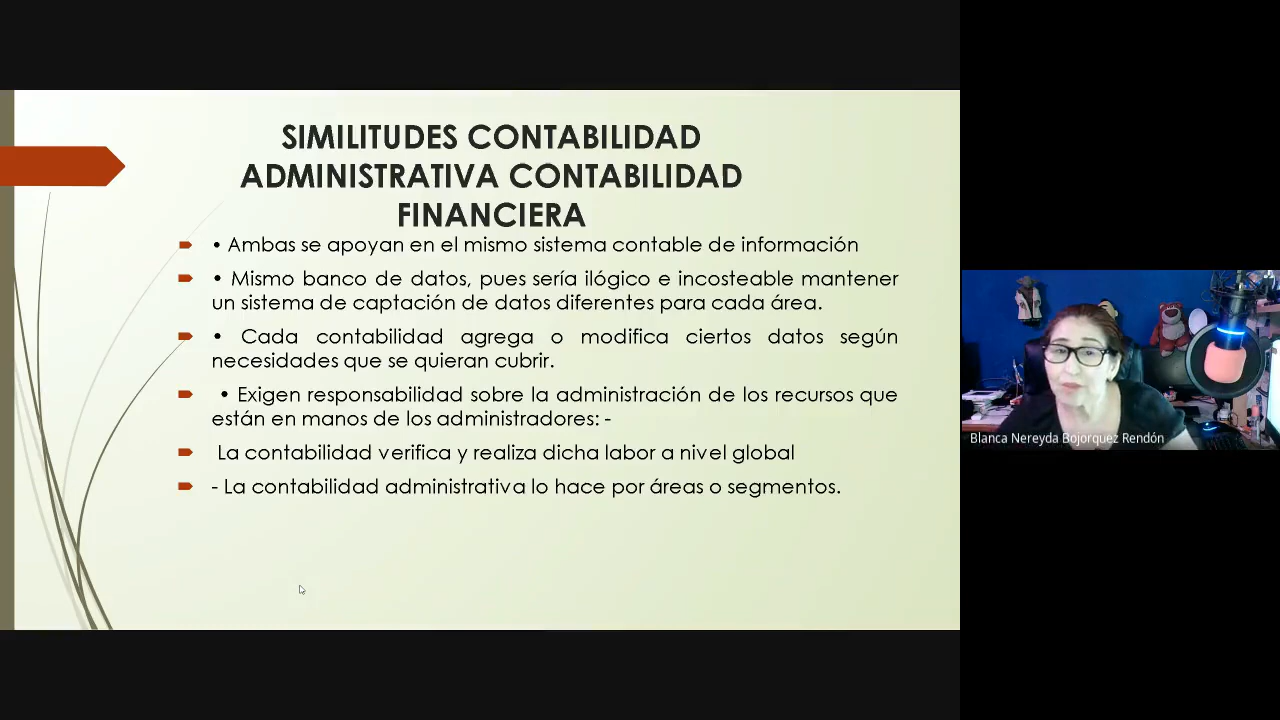 SIMILITUDES CONTABILIDAD
ADMINISTRATIVA CONTABILIDAD
FINANCIERA
• Ambas se apoyan en el mismo sistema contable de información
• Mismo banco de datos, pues sería ilógico e incosteable mantener
un sistema de captación de datos diferentes para cada área.
• Cada contabilidad agrega o modifica ciertos datos según
necesidades que se quieran cubrir.
• Exigen responsabilidad sobre la administración de los recursos que
están en manos de los administradores: -
La contabilidad verifica y realiza dicha labor a nivel global
- La contabilidad administrativa lo hace por áreas o segmentos.
Blanca Nereyda Bojorquez Rendón